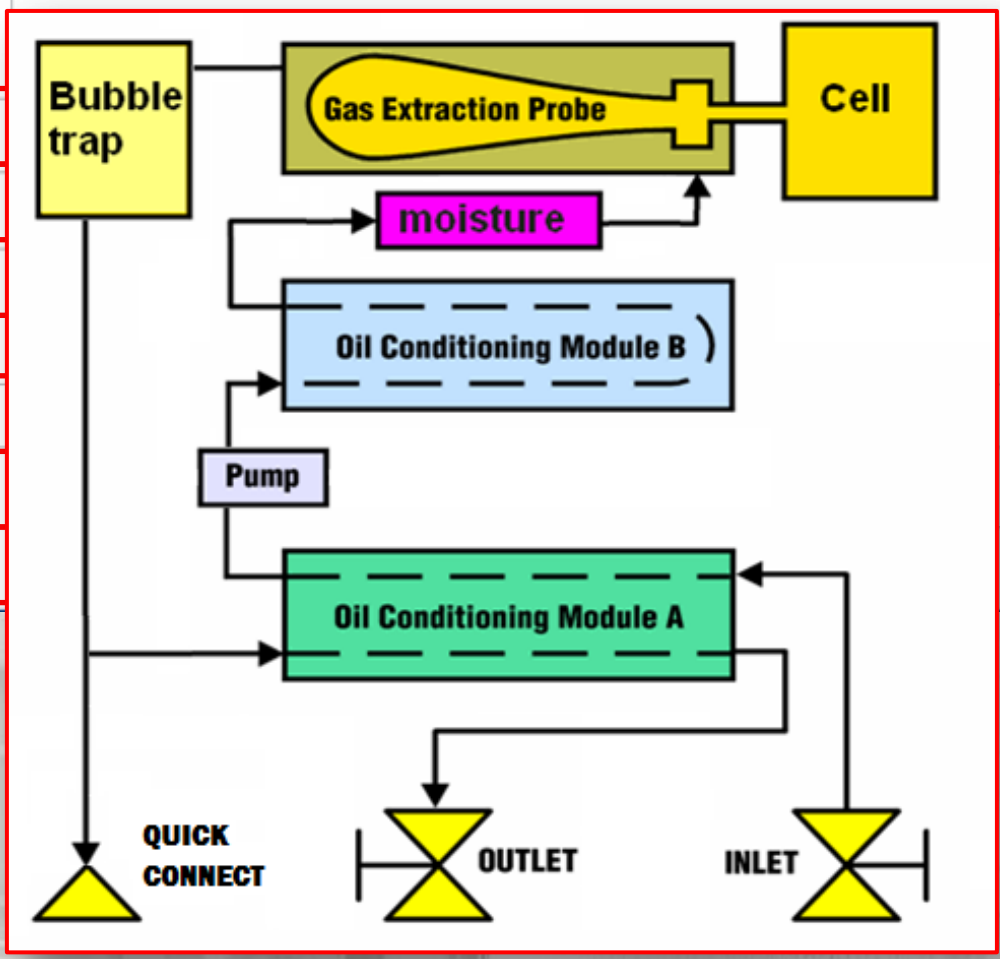 Bubble
trap
Gas Extraction Probe
Cell
moisture
Oil Conditioning Module B
Pump
Oil Conditioning Module A
QUICK
CONNECT
OUTLET
INLET